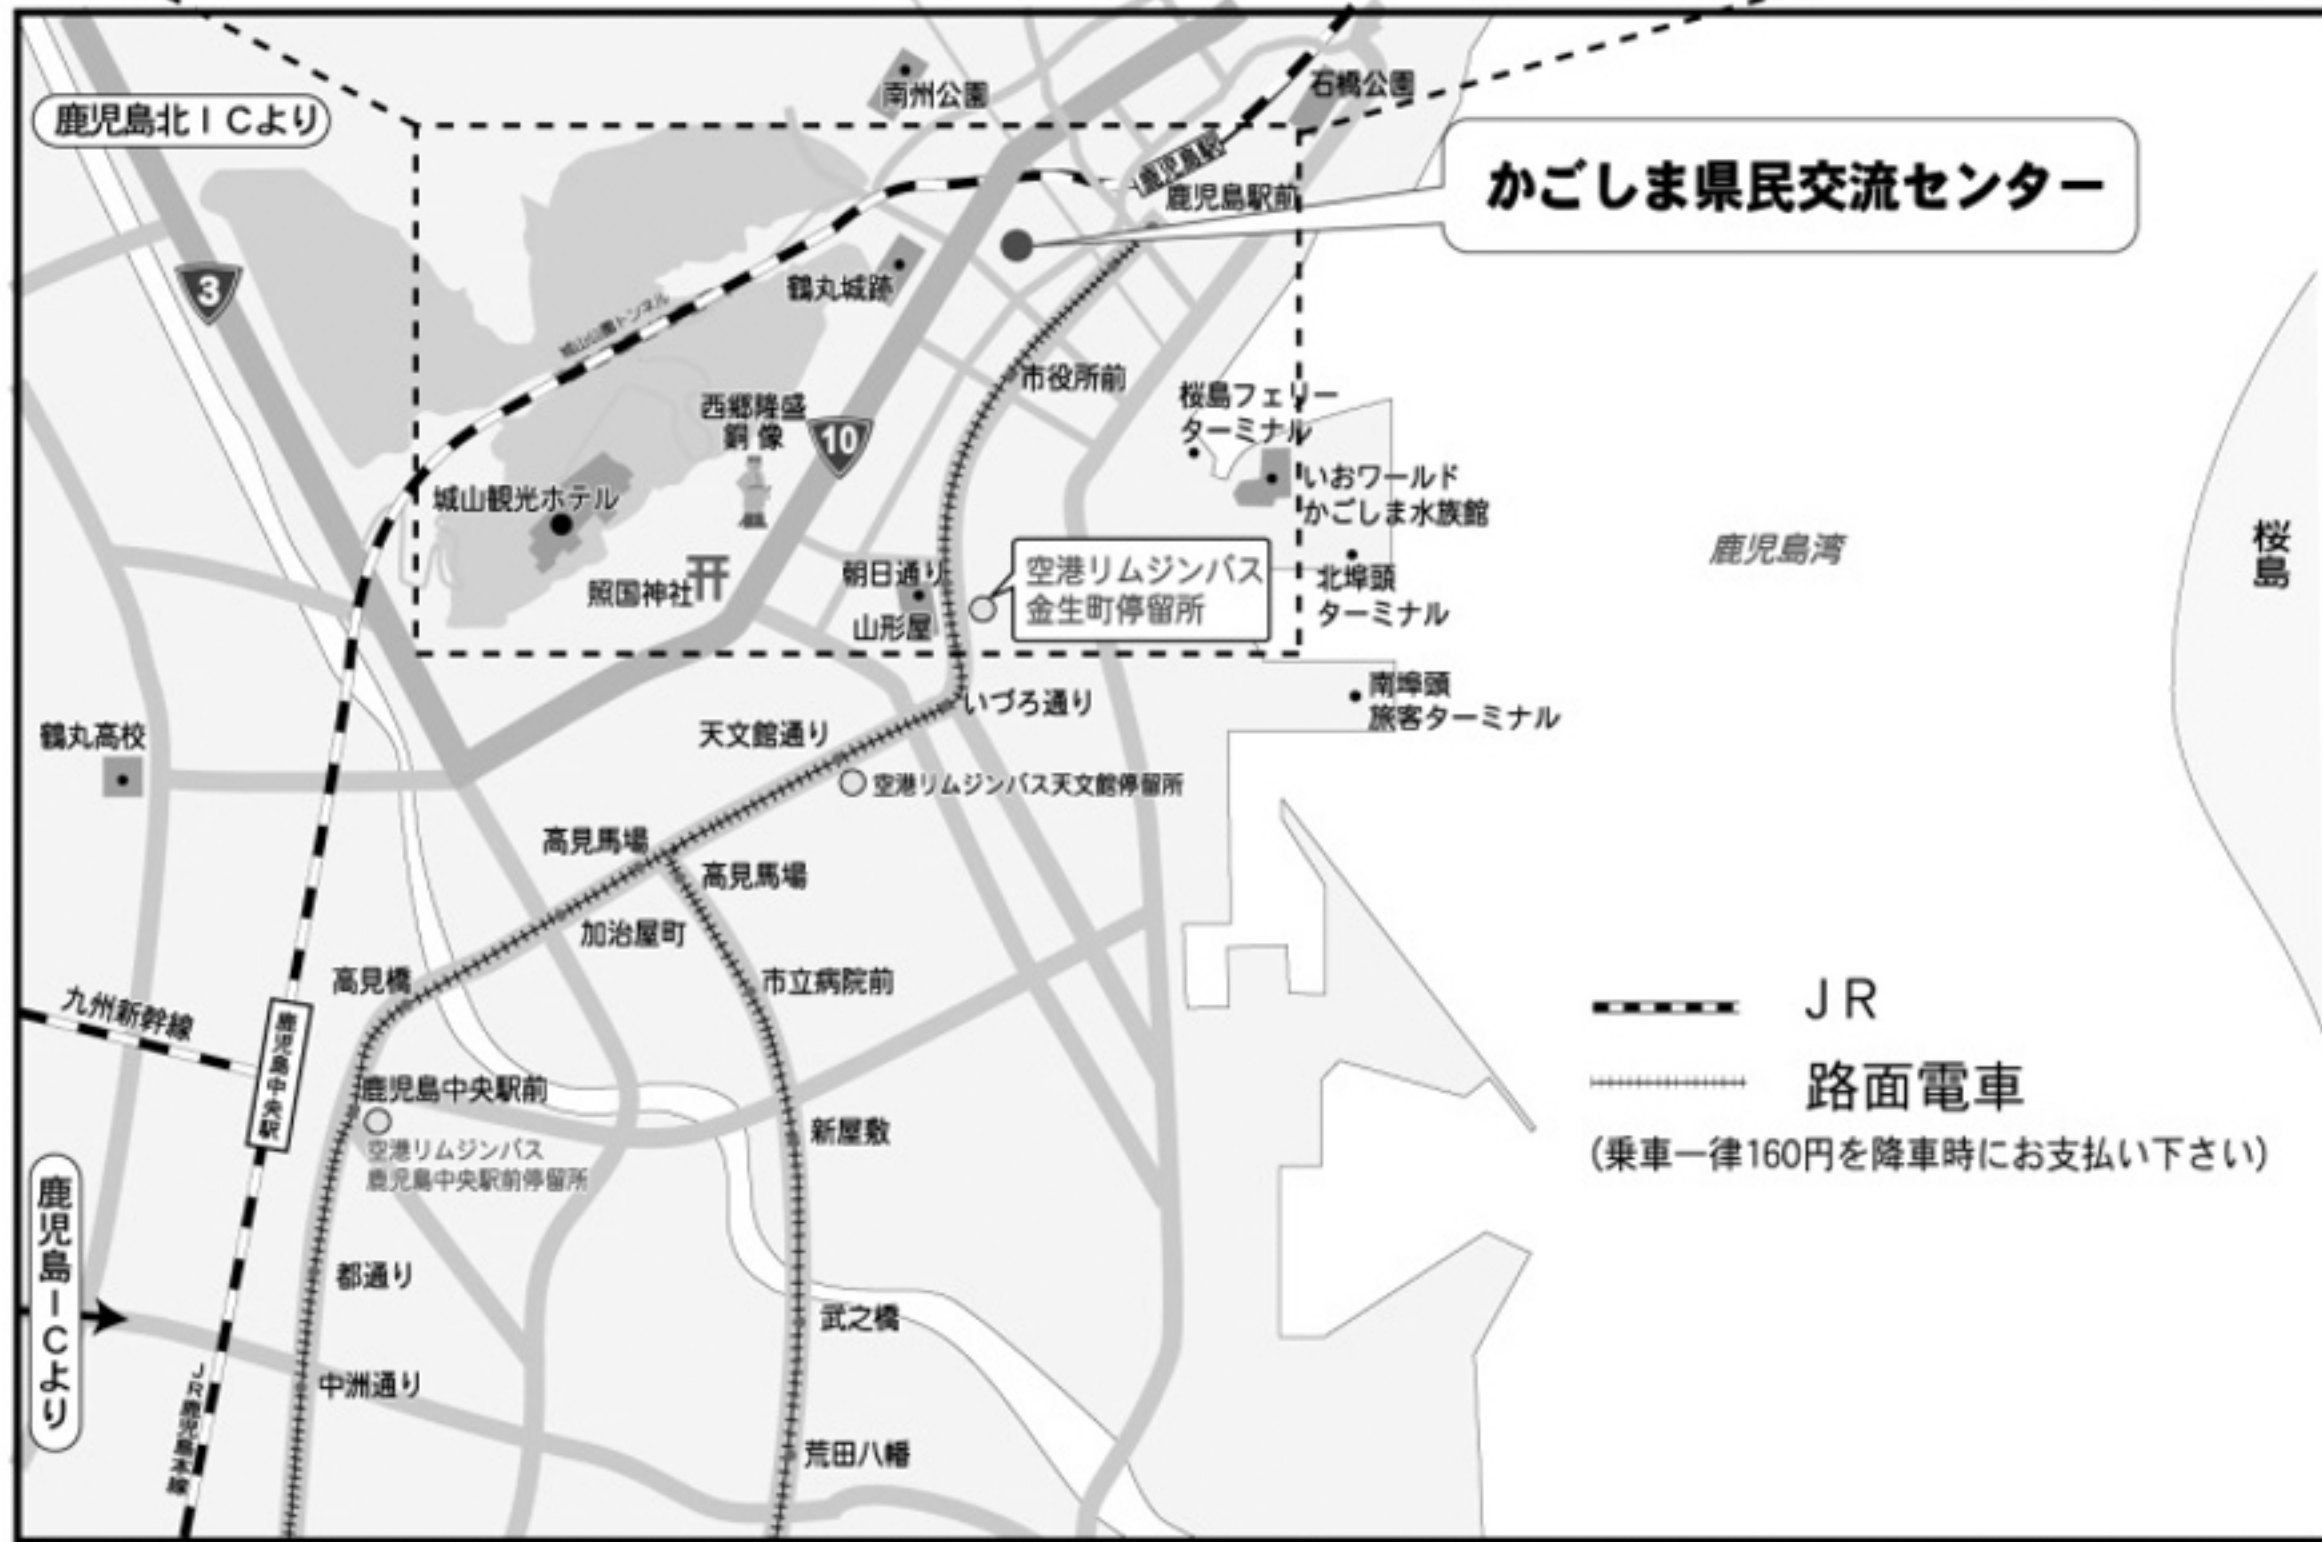 南州公園
石橋公園
鹿児島北ＩＣより
鹿児島駅
鹿児島駅前
かごしま県民交流センター
3
鶴丸城跡
城山公園トンネル
市役所前
桜島フェリー
ターミナル
西郷隆盛
銅像
10
いおワールド
かごしま水族館
城山観光ホテル
鹿児島湾
桜島
朝日通り
空港リムジンバス
金生町停留所
北埠頭
ターミナル
照国神社
山形屋
いづろ通り
南埠頭
旅客ターミナル
天文館通り
鶴丸高校
空港リムジンバス天文館停留所
高見馬場
高見馬場
加治屋町
高見橋
市立病院前
九州新幹線
鹿児島中央駅
ＪＲ
路面電車
(乗車一律160円を降車時にお支払い下さい)
鹿児島中央駅前
空港リムジンバス
鹿児島中央駅前停留所
新屋敷
鹿児島ＩＣより
都通り
武之橋
中洲通り
ＪＲ鹿児島本線
荒田八幡